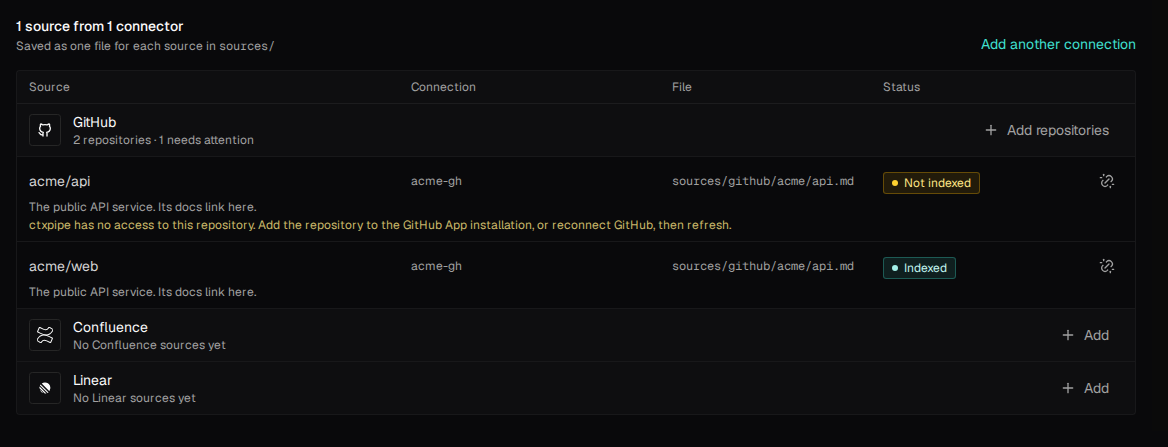 1 source from 1 connector
Saved as one file for each source in sources/
Add another connection
Source Connection File Status
GitHub
2 repositories · 1 needs attention
+ Add repositories
acme/api acme-gh sources/github/acme/api.md Not indexed
The public API service. Its docs link here.
ctxpipe has no access to this repository. Add the repository to the GitHub App installation, or reconnect GitHub, then refresh.
acme/web acme-gh sources/github/acme/api.md Indexed
The public API service. Its docs link here.
Confluence
No Confluence sources yet
+ Add
Linear
No Linear sources yet
+ Add